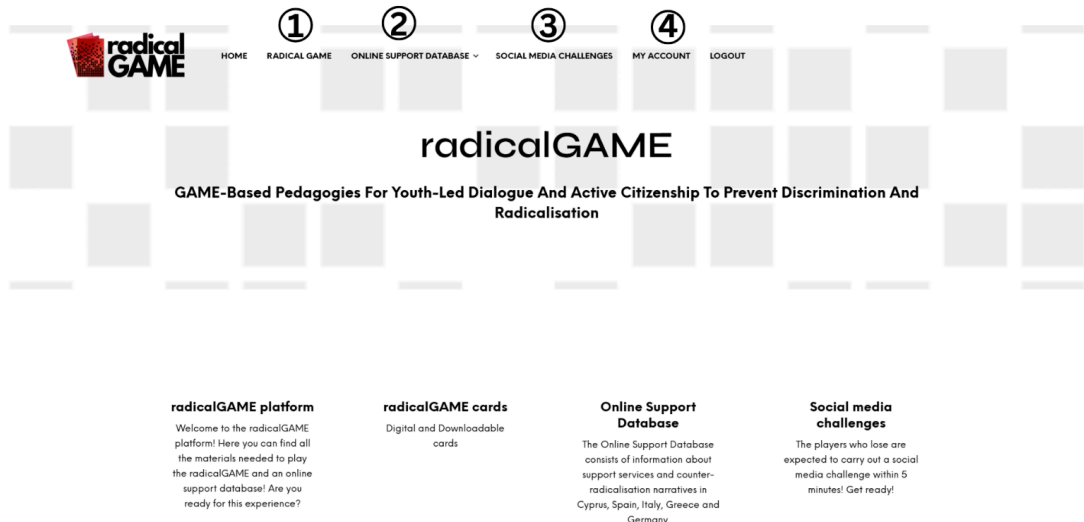 ① ② ③ ④
radical
GAME
HOME RADICAL GAME ONLINE SUPPORT DATABASE SOCIAL MEDIA CHALLENGES MY ACCOUNT LOGOUT
radicalGAME
GAME-Based Pedagogies For Youth-Led Dialogue And Active Citizenship To Prevent Discrimination And
Radicalisation
radicalGAME platform
Welcome to the radicalGAME
platform! Here you can find all
the materials needed to play
the radicalGAME and an online
support database! Are you
ready for this experience?
radicalGAME cards
Digital and Downloadable
cards
Online Support
Database
The Online Support Database
consists of information about
support services and counter-
radicalisation narratives in
Cyprus, Spain, Italy, Greece and
Germany
Social media
challenges
The players who lose are
expected to carry out a social
media challenge within 5
minutes! Get ready!